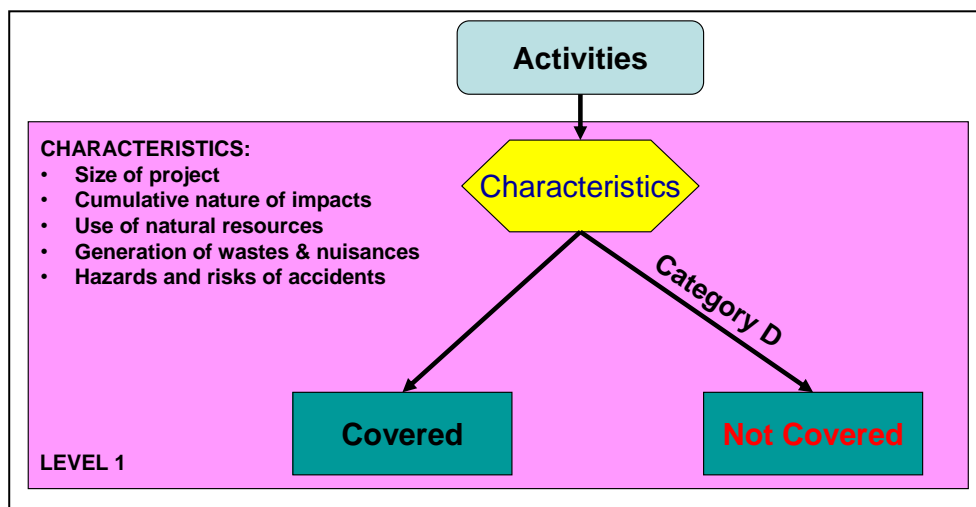 Activities
CHARACTERISTICS:
• Size of project
• Cumulative nature of impacts
• Use of natural resources
• Generation of wastes & nuisances
• Hazards and risks of accidents
Characteristics
Category D
Covered
Not Covered
LEVEL 1